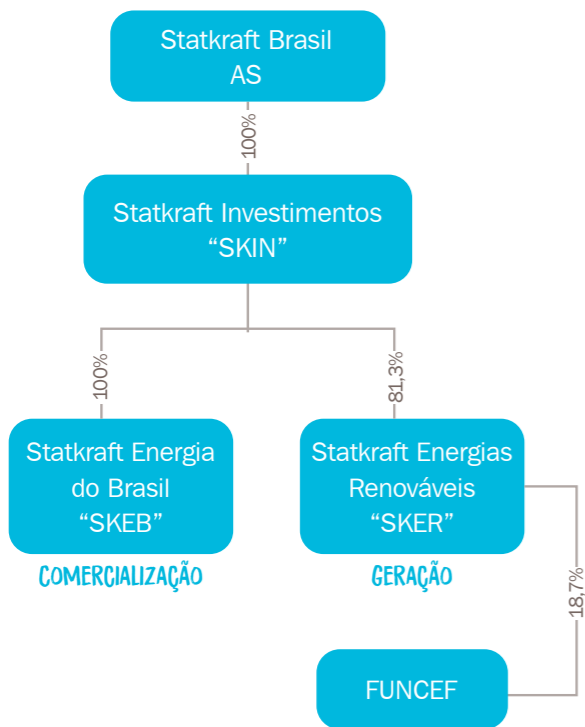 Statkraft Brasil
AS
100%
Statkraft Investimentos
“SKIN”
100%
81,3%
Statkraft Energia
do Brasil
“SKEB”
Statkraft Energias
Renováveis
“SKER”
COMERCIALIZAÇÃO
GERAÇÃO
18,7%
FUNCEF